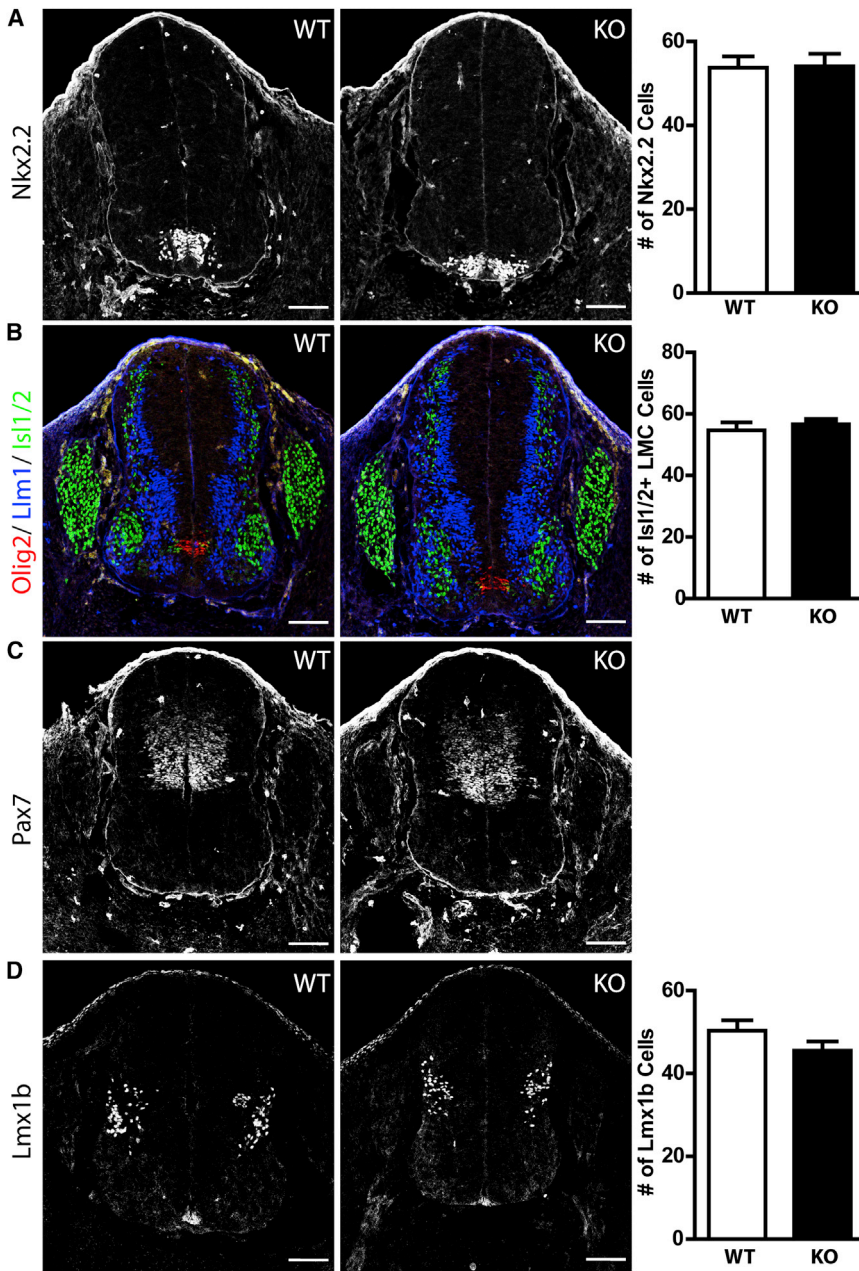 A
WT
KO
Nkx2.2
# of Nkx2.2 Cells
60
40
20
0
WT
KO
B
WT
KO
Olig2/ Llm1/ Isl1/2
# of Isl1/2+ LMC Cells
80
60
40
20
0
WT
KO
C
WT
KO
Pax7
D
WT
KO
Lmx1b
# of Lmx1b Cells
60
40
20
0
WT
KO